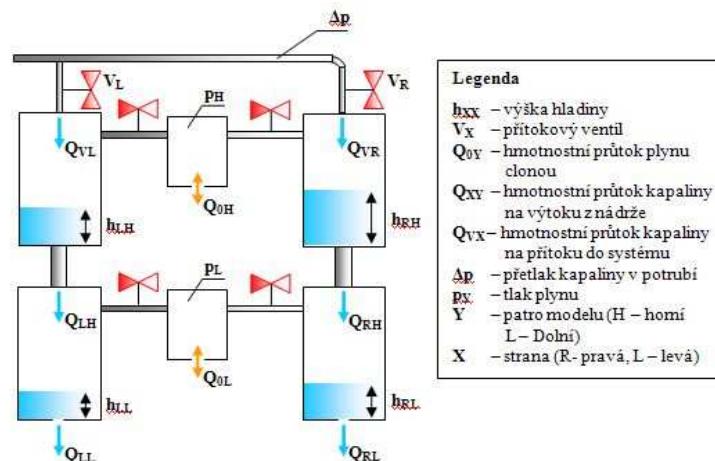 Δp
V_L
V_R
p_H
Q_VL
Q_VR
Q_0H
h_LH
h_RH
p_L
Q_LH
Q_RH
Q_0L
h_LL
h_RL
Q_LL
Q_RL
Legenda
h_XX – výška hladiny
V_X – přítokový ventil
Q_0Y – hmotnostní průtok plynu
clonou
Q_XY – hmotnostní průtok kapaliny
na výtoku z nádrže
Q_VX – hmotnostní průtok kapaliny
na přítoku do systému
Δp – přetlak kapaliny v potrubí
p_Y – tlak plynu
Y – patro modelu (H – horní
L – Dolní)
X – strana (R- pravá, L – levá)